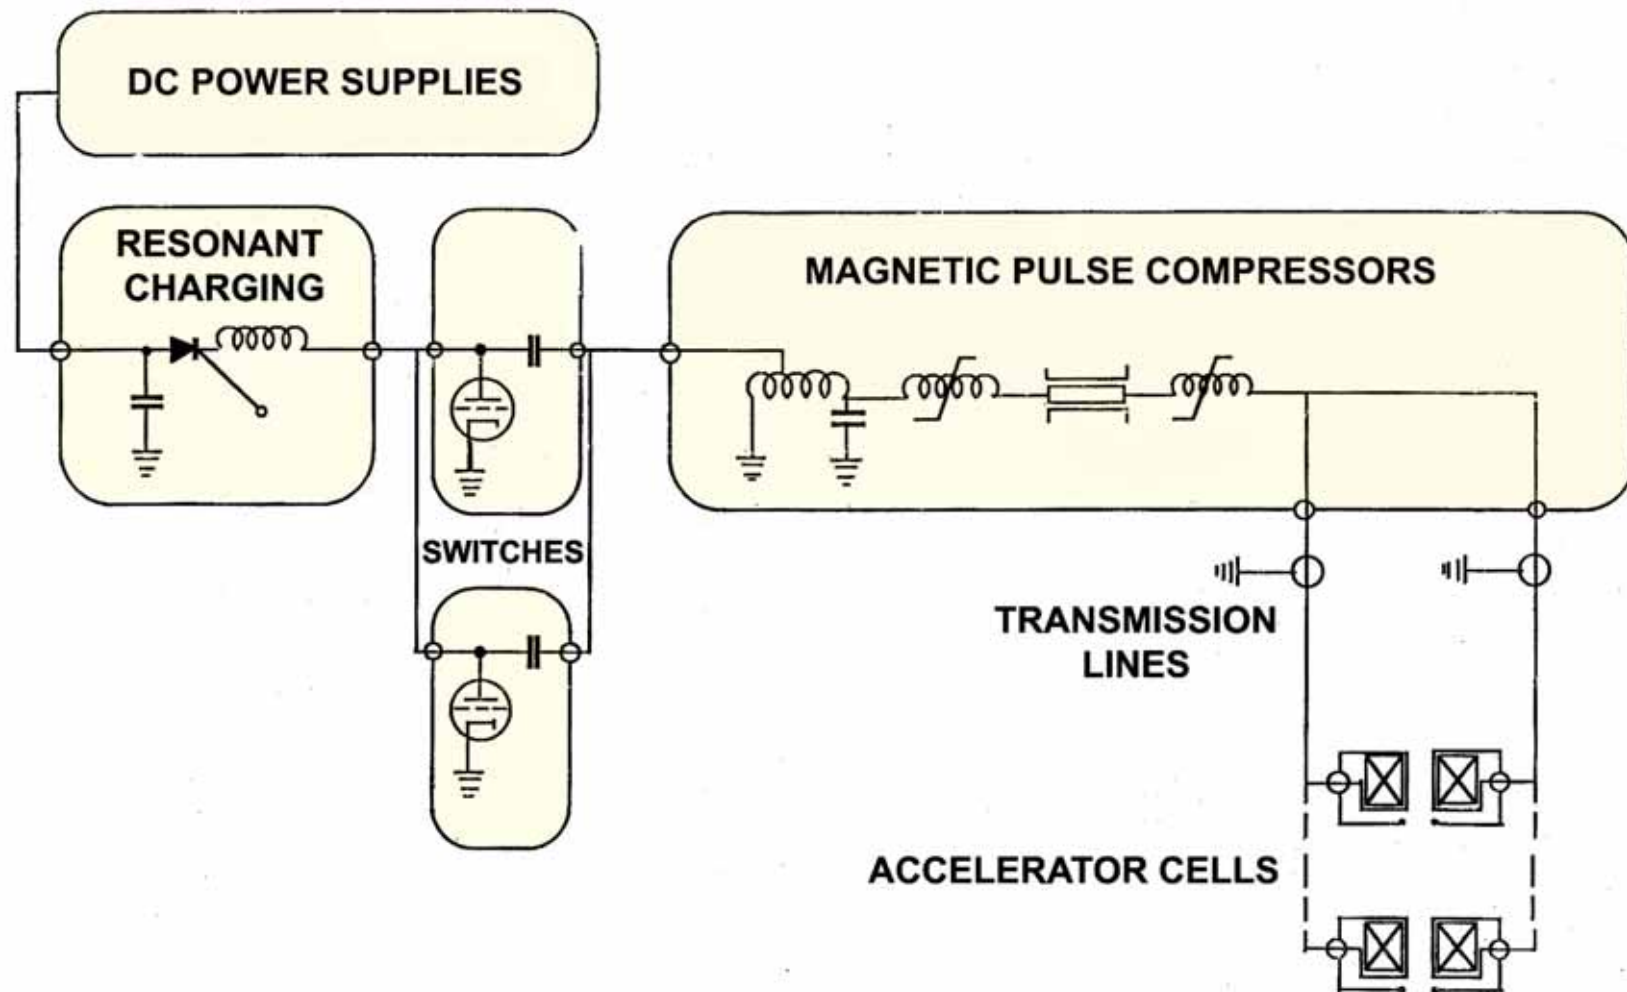 DC POWER SUPPLIES
RESONANT
CHARGING
MAGNETIC PULSE COMPRESSORS
SWITCHES
TRANSMISSION
LINES
ACCELERATOR CELLS